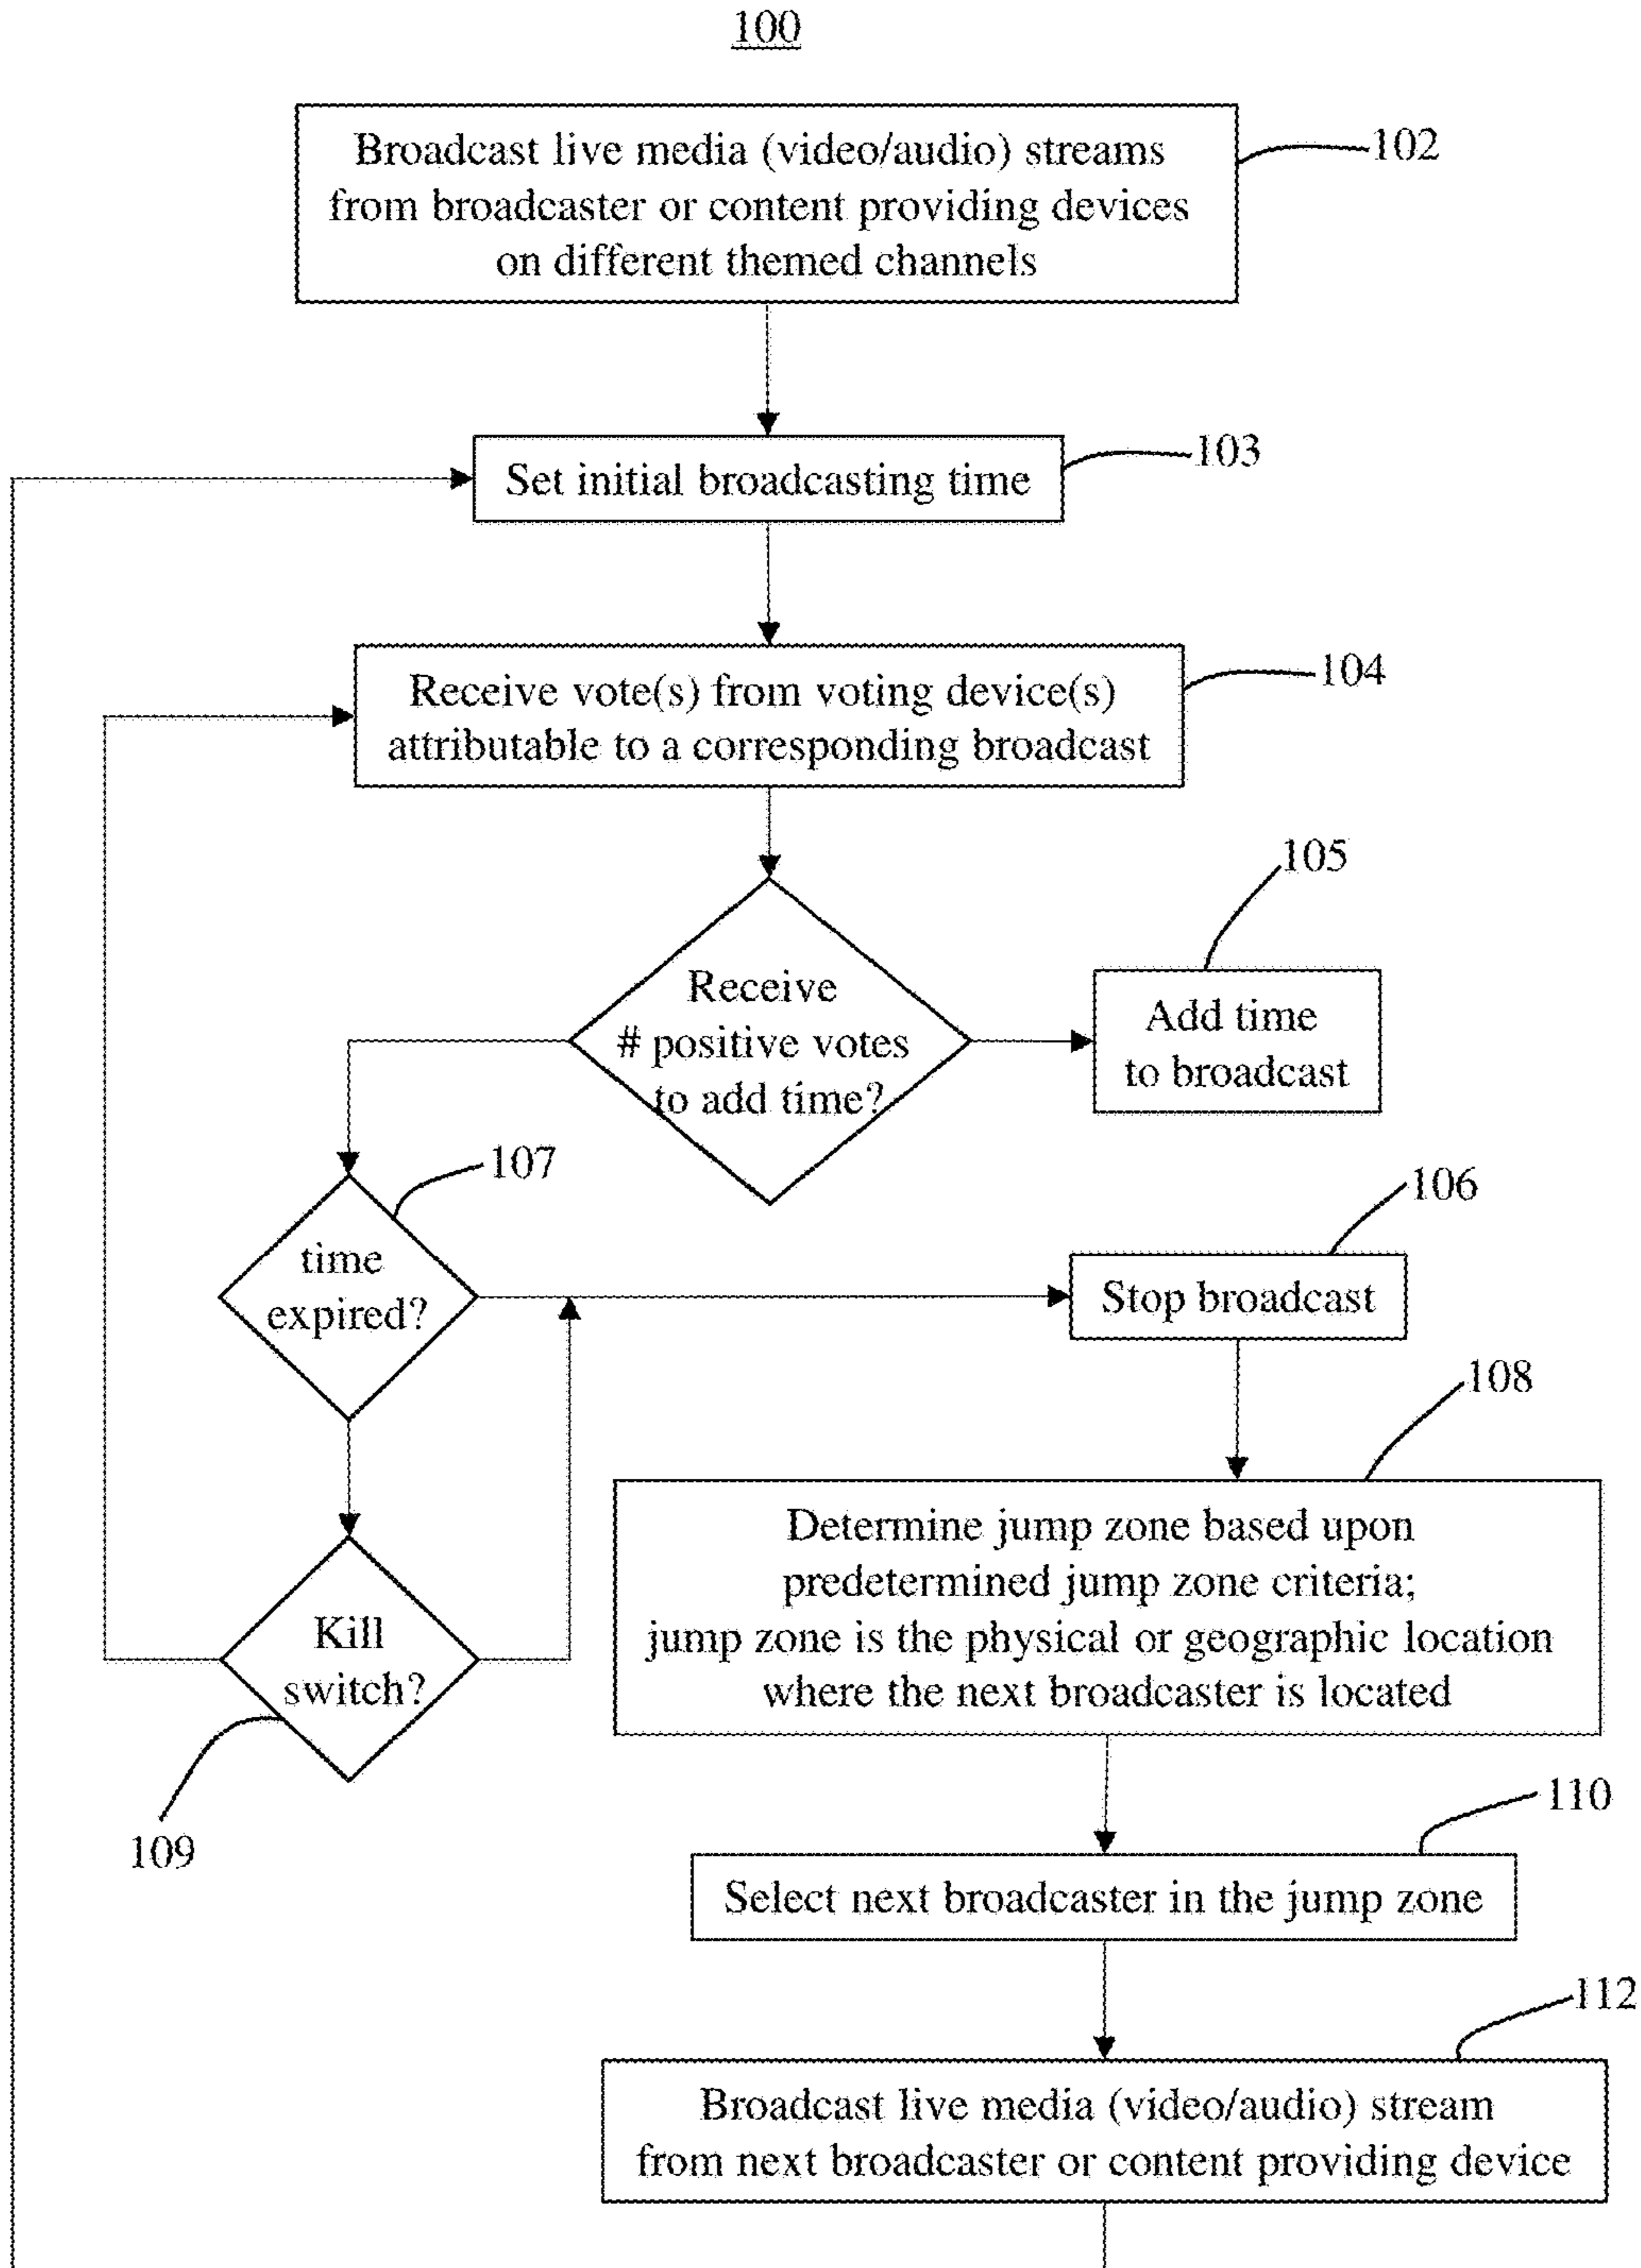 100
Broadcast live media (video/audio) streams
from broadcaster or content providing devices
on different themed channels
102
Set initial broadcasting time
103
Receive vote(s) from voting device(s)
attributable to a corresponding broadcast
104
Receive
# positive votes
to add time?
105
Add time
to broadcast
107
time
expired?
106
Stop broadcast
108
Determine jump zone based upon
predetermined jump zone criteria;
jump zone is the physical or geographic location
where the next broadcaster is located
Kill
switch?
109
110
Select next broadcaster in the jump zone
112
Broadcast live media (video/audio) stream
from next broadcaster or content providing device